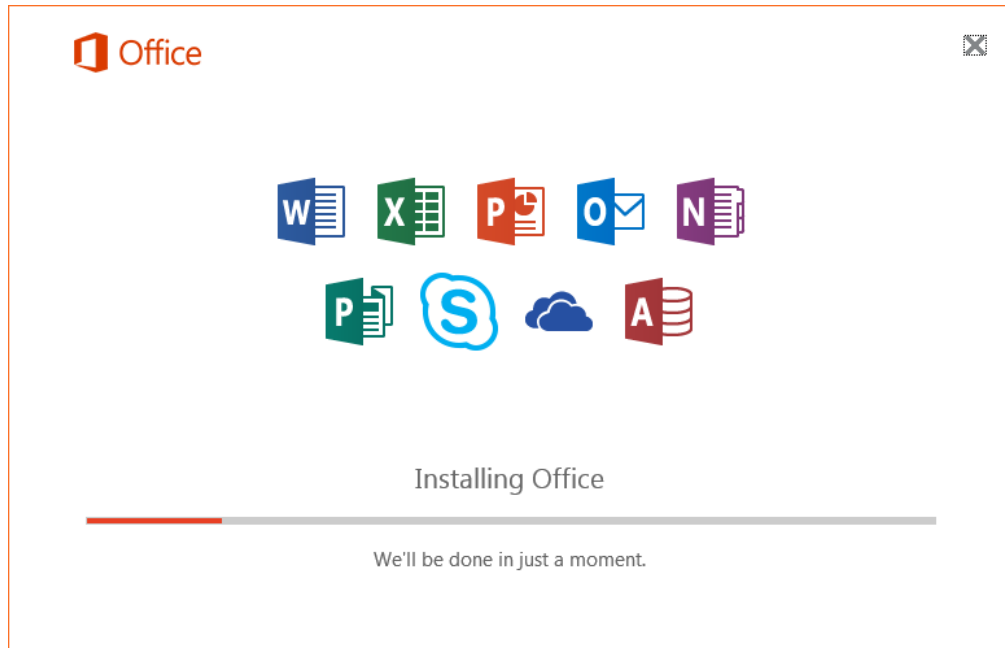 Office
W X P O N
P S A
Installing Office
We'll be done in just a moment.